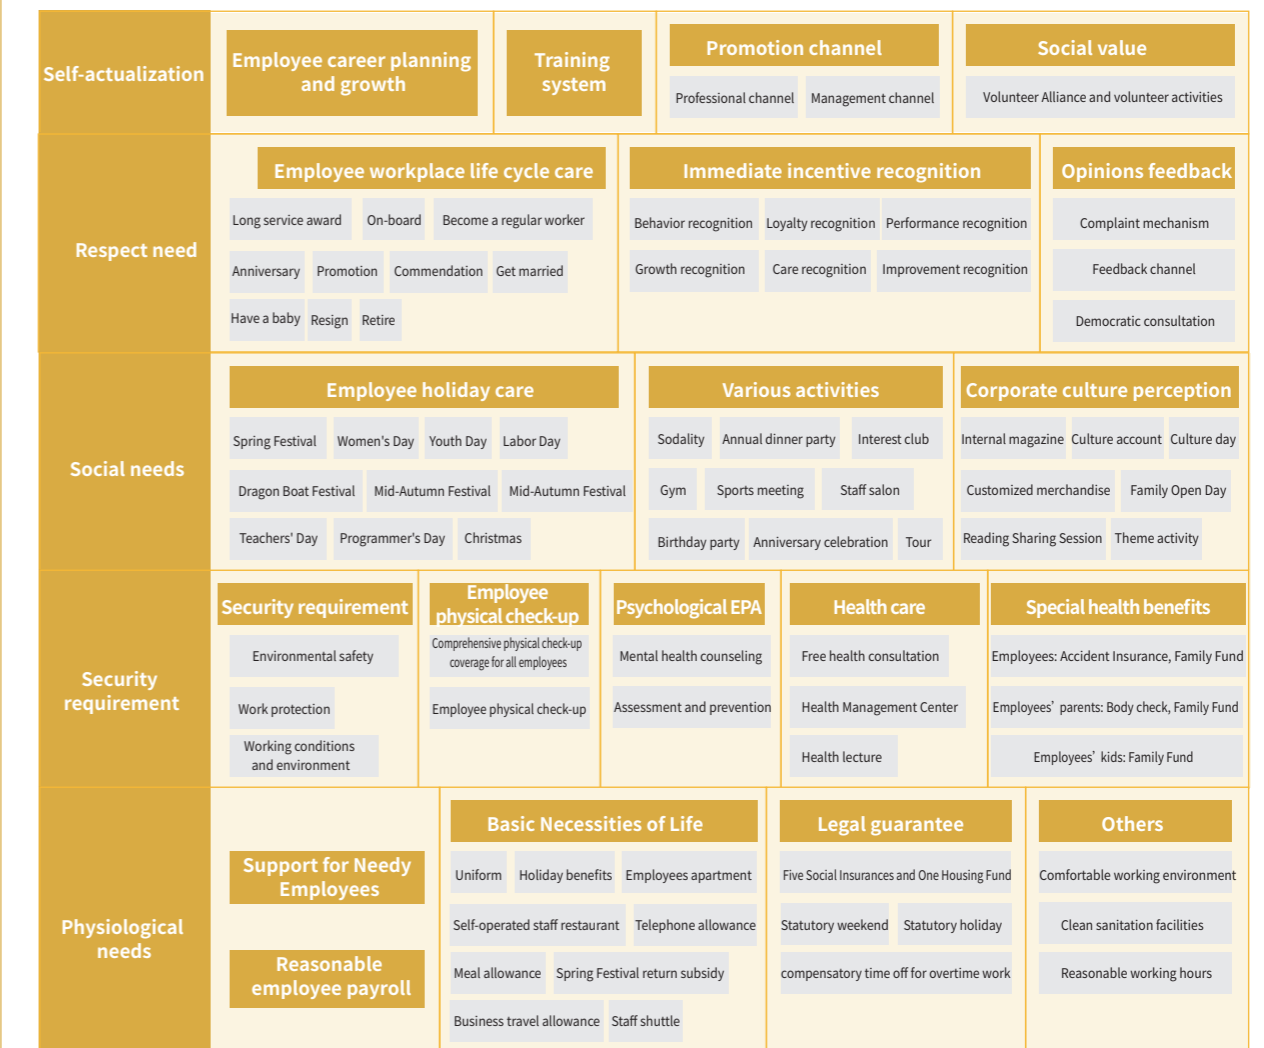 Self-actualization
Employee career planning
and growth
Training
system
Promotion channel
Professional channel
Management channel
Social value
Volunteer Alliance and volunteer activities
Respect need
Employee workplace life cycle care
Long service award
On-board
Become a regular worker
Anniversary
Promotion
Commendation
Get married
Have a baby
Resign
Retire
Immediate incentive recognition
Behavior recognition
Loyalty recognition
Performance recognition
Growth recognition
Care recognition
Improvement recognition
Opinions feedback
Complaint mechanism
Feedback channel
Democratic consultation
Social needs
Employee holiday care
Spring Festival
Women's Day
Youth Day
Labor Day
Dragon Boat Festival
Mid-Autumn Festival
Mid-Autumn Festival
Teachers' Day
Programmer's Day
Christmas
Various activities
Sodality
Annual dinner party
Interest club
Gym
Sports meeting
Staff salon
Birthday party
Anniversary celebration
Tour
Corporate culture perception
Internal magazine
Culture account
Culture day
Customized merchandise
Family Open Day
Reading Sharing Session
Theme activity
Security
requirement
Security requirement
Environmental safety
Work protection
Working conditions
and environment
Employee
physical check-up
Comprehensive physical check-up
coverage for all employees
Employee physical check-up
Psychological EPA
Mental health counseling
Assessment and prevention
Health care
Free health consultation
Health Management Center
Health lecture
Special health benefits
Employees: Accident Insurance, Family Fund
Employees’ parents: Body check, Family Fund
Employees’ kids: Family Fund
Physiological
needs
Support for Needy
Employees
Reasonable
employee payroll
Basic Necessities of Life
Uniform
Holiday benefits
Employees apartment
Self-operated staff restaurant
Telephone allowance
Meal allowance
Spring Festival return subsidy
Business travel allowance
Staff shuttle
Legal guarantee
Five Social Insurances and One Housing Fund
Statutory weekend
Statutory holiday
compensatory time off for overtime work
Others
Comfortable working environment
Clean sanitation facilities
Reasonable working hours